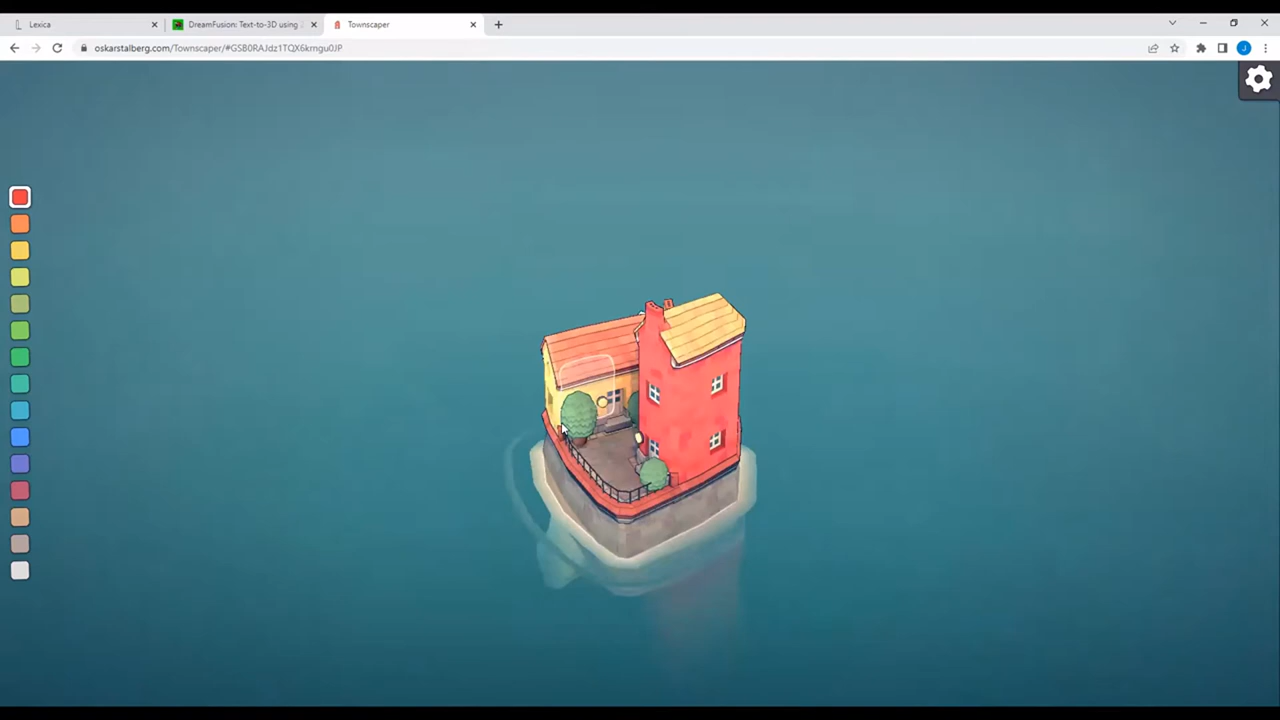 Lexica
DreamFusion: Text-to-3D using
Townscaper
oskarstalberg.com/Townscaper/#GSB0RAJdz1TQX6kmgu0JP
J